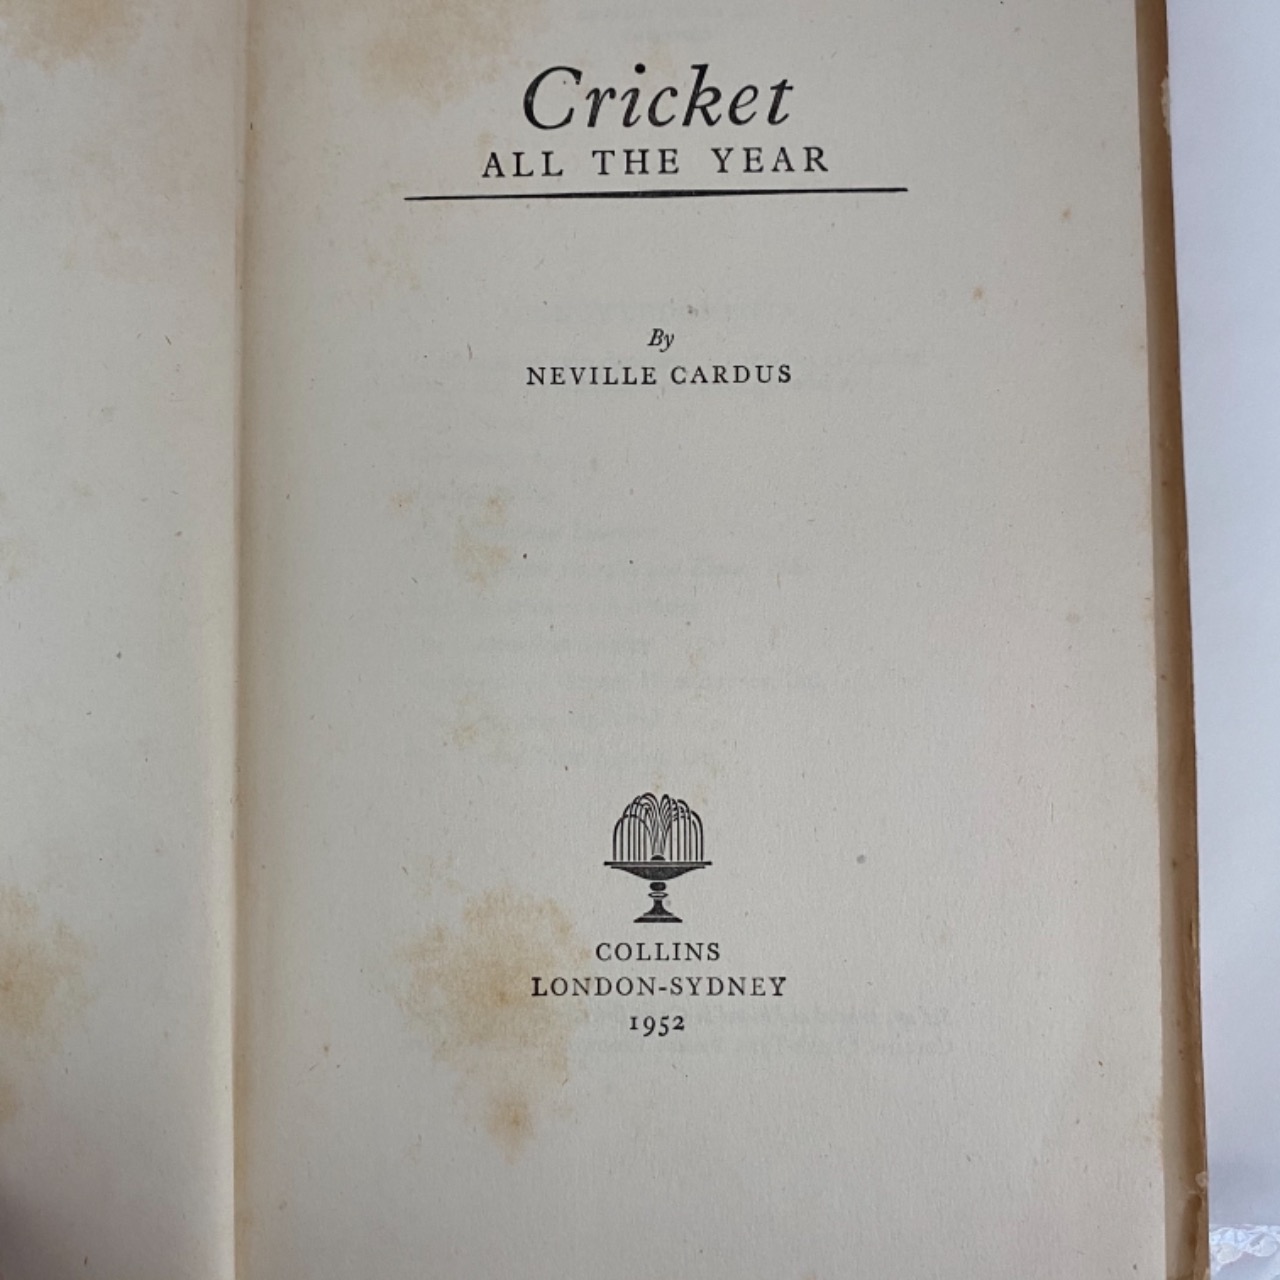 Cricket
ALL THE YEAR
By
NEVILLE CARDUS
COLLINS
LONDON-SYDNEY
1952